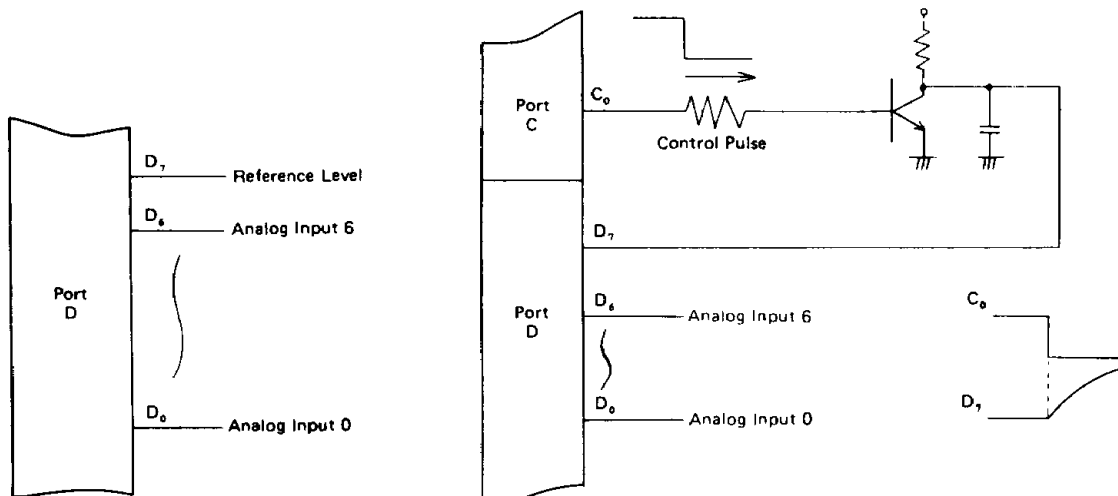 Port
D
D₇
Reference Level
D₆
Analog Input 6
D₀
Analog Input 0
Port
C
C₀
Control Pulse
D₇
Port
D
D₆
Analog Input 6
D₀
Analog Input 0
C₀
D₇